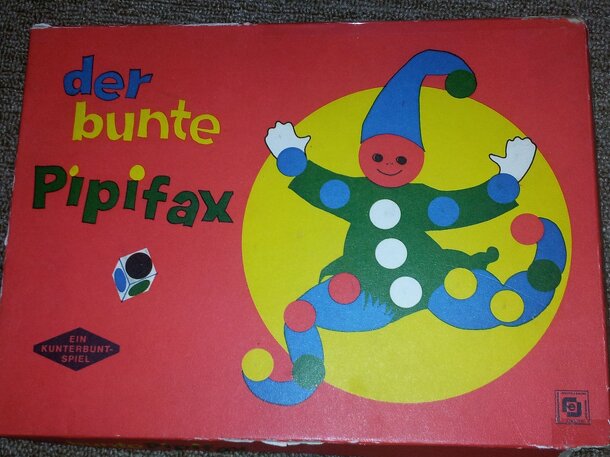 der
bunte
Pipifax
EIN
KUNTERBUNT-
SPIEL